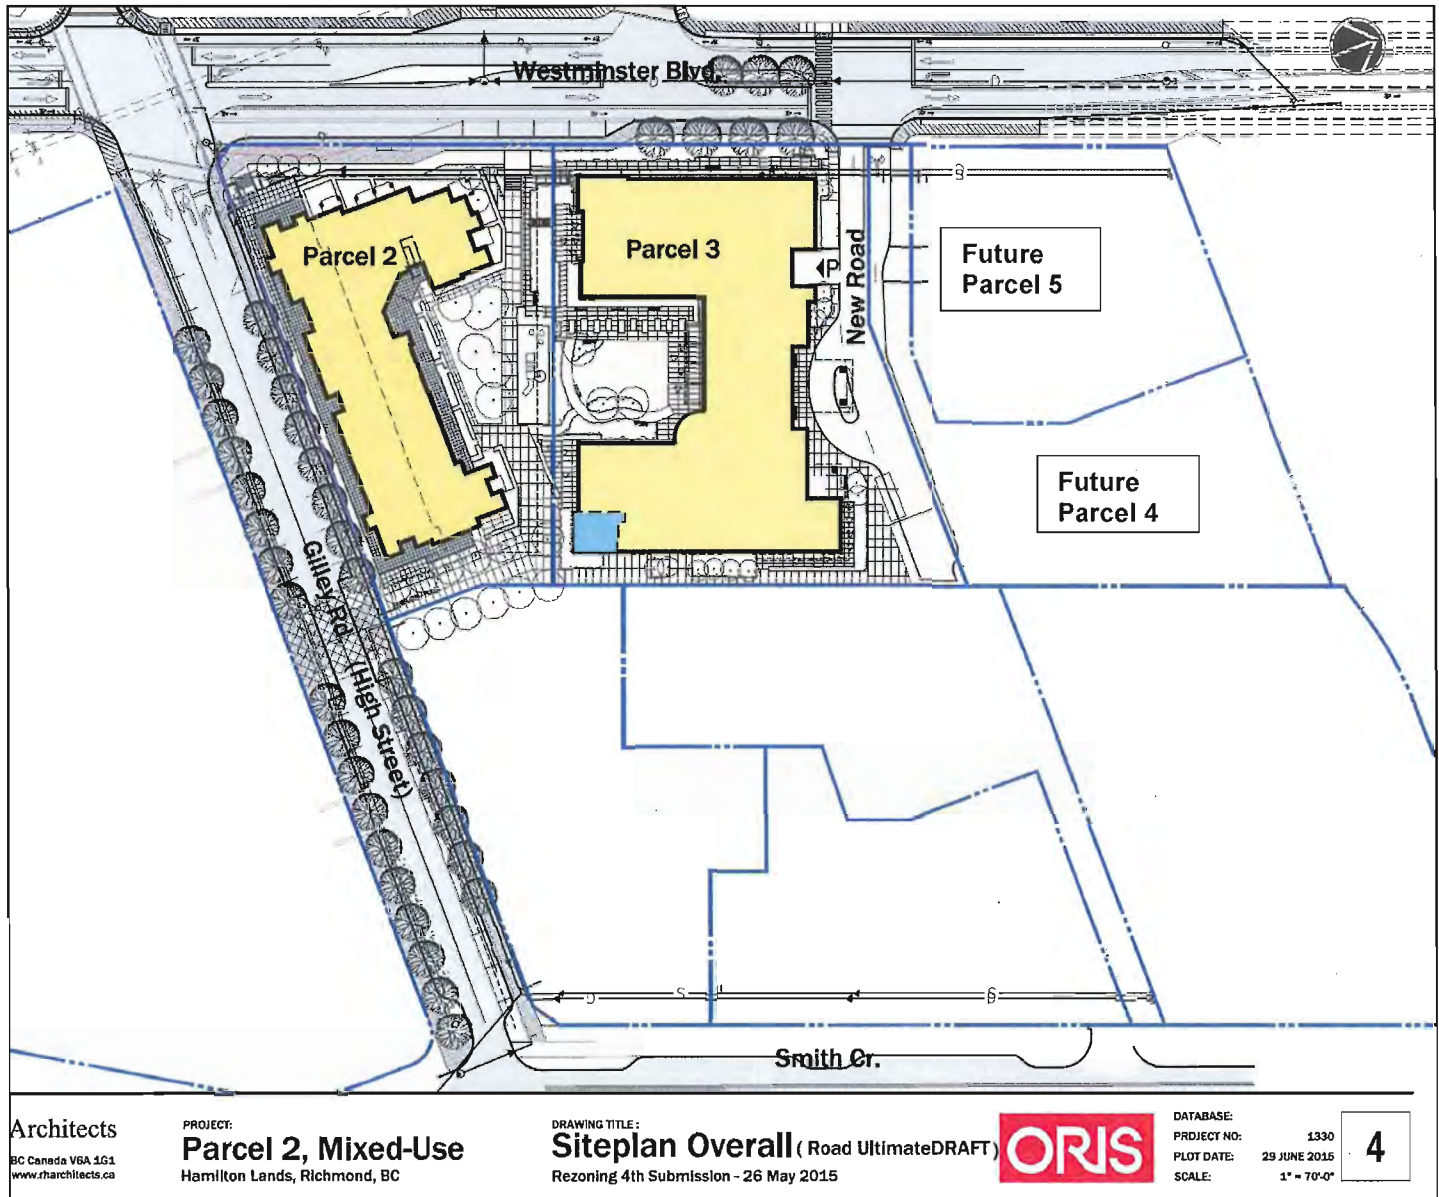 Westminster Blvd.
Parcel 2
Parcel 3
P
New Road
Future
Parcel 5
Future
Parcel 4
Gilley Rd.
(High Street)
Smith Cr.
Architects
BC Canada V6A 1G1
www.rharchitects.ca
PROJECT:
Parcel 2, Mixed-Use
Hamilton Lands, Richmond, BC
DRAWING TITLE :
Siteplan Overall ( Road UltimateDRAFT )
Rezoning 4th Submission - 26 May 2015
ORIS
DATABASE:
PROJECT NO: 1330
PLOT DATE: 29 JUNE 2015
SCALE: 1" = 70'-0"
4